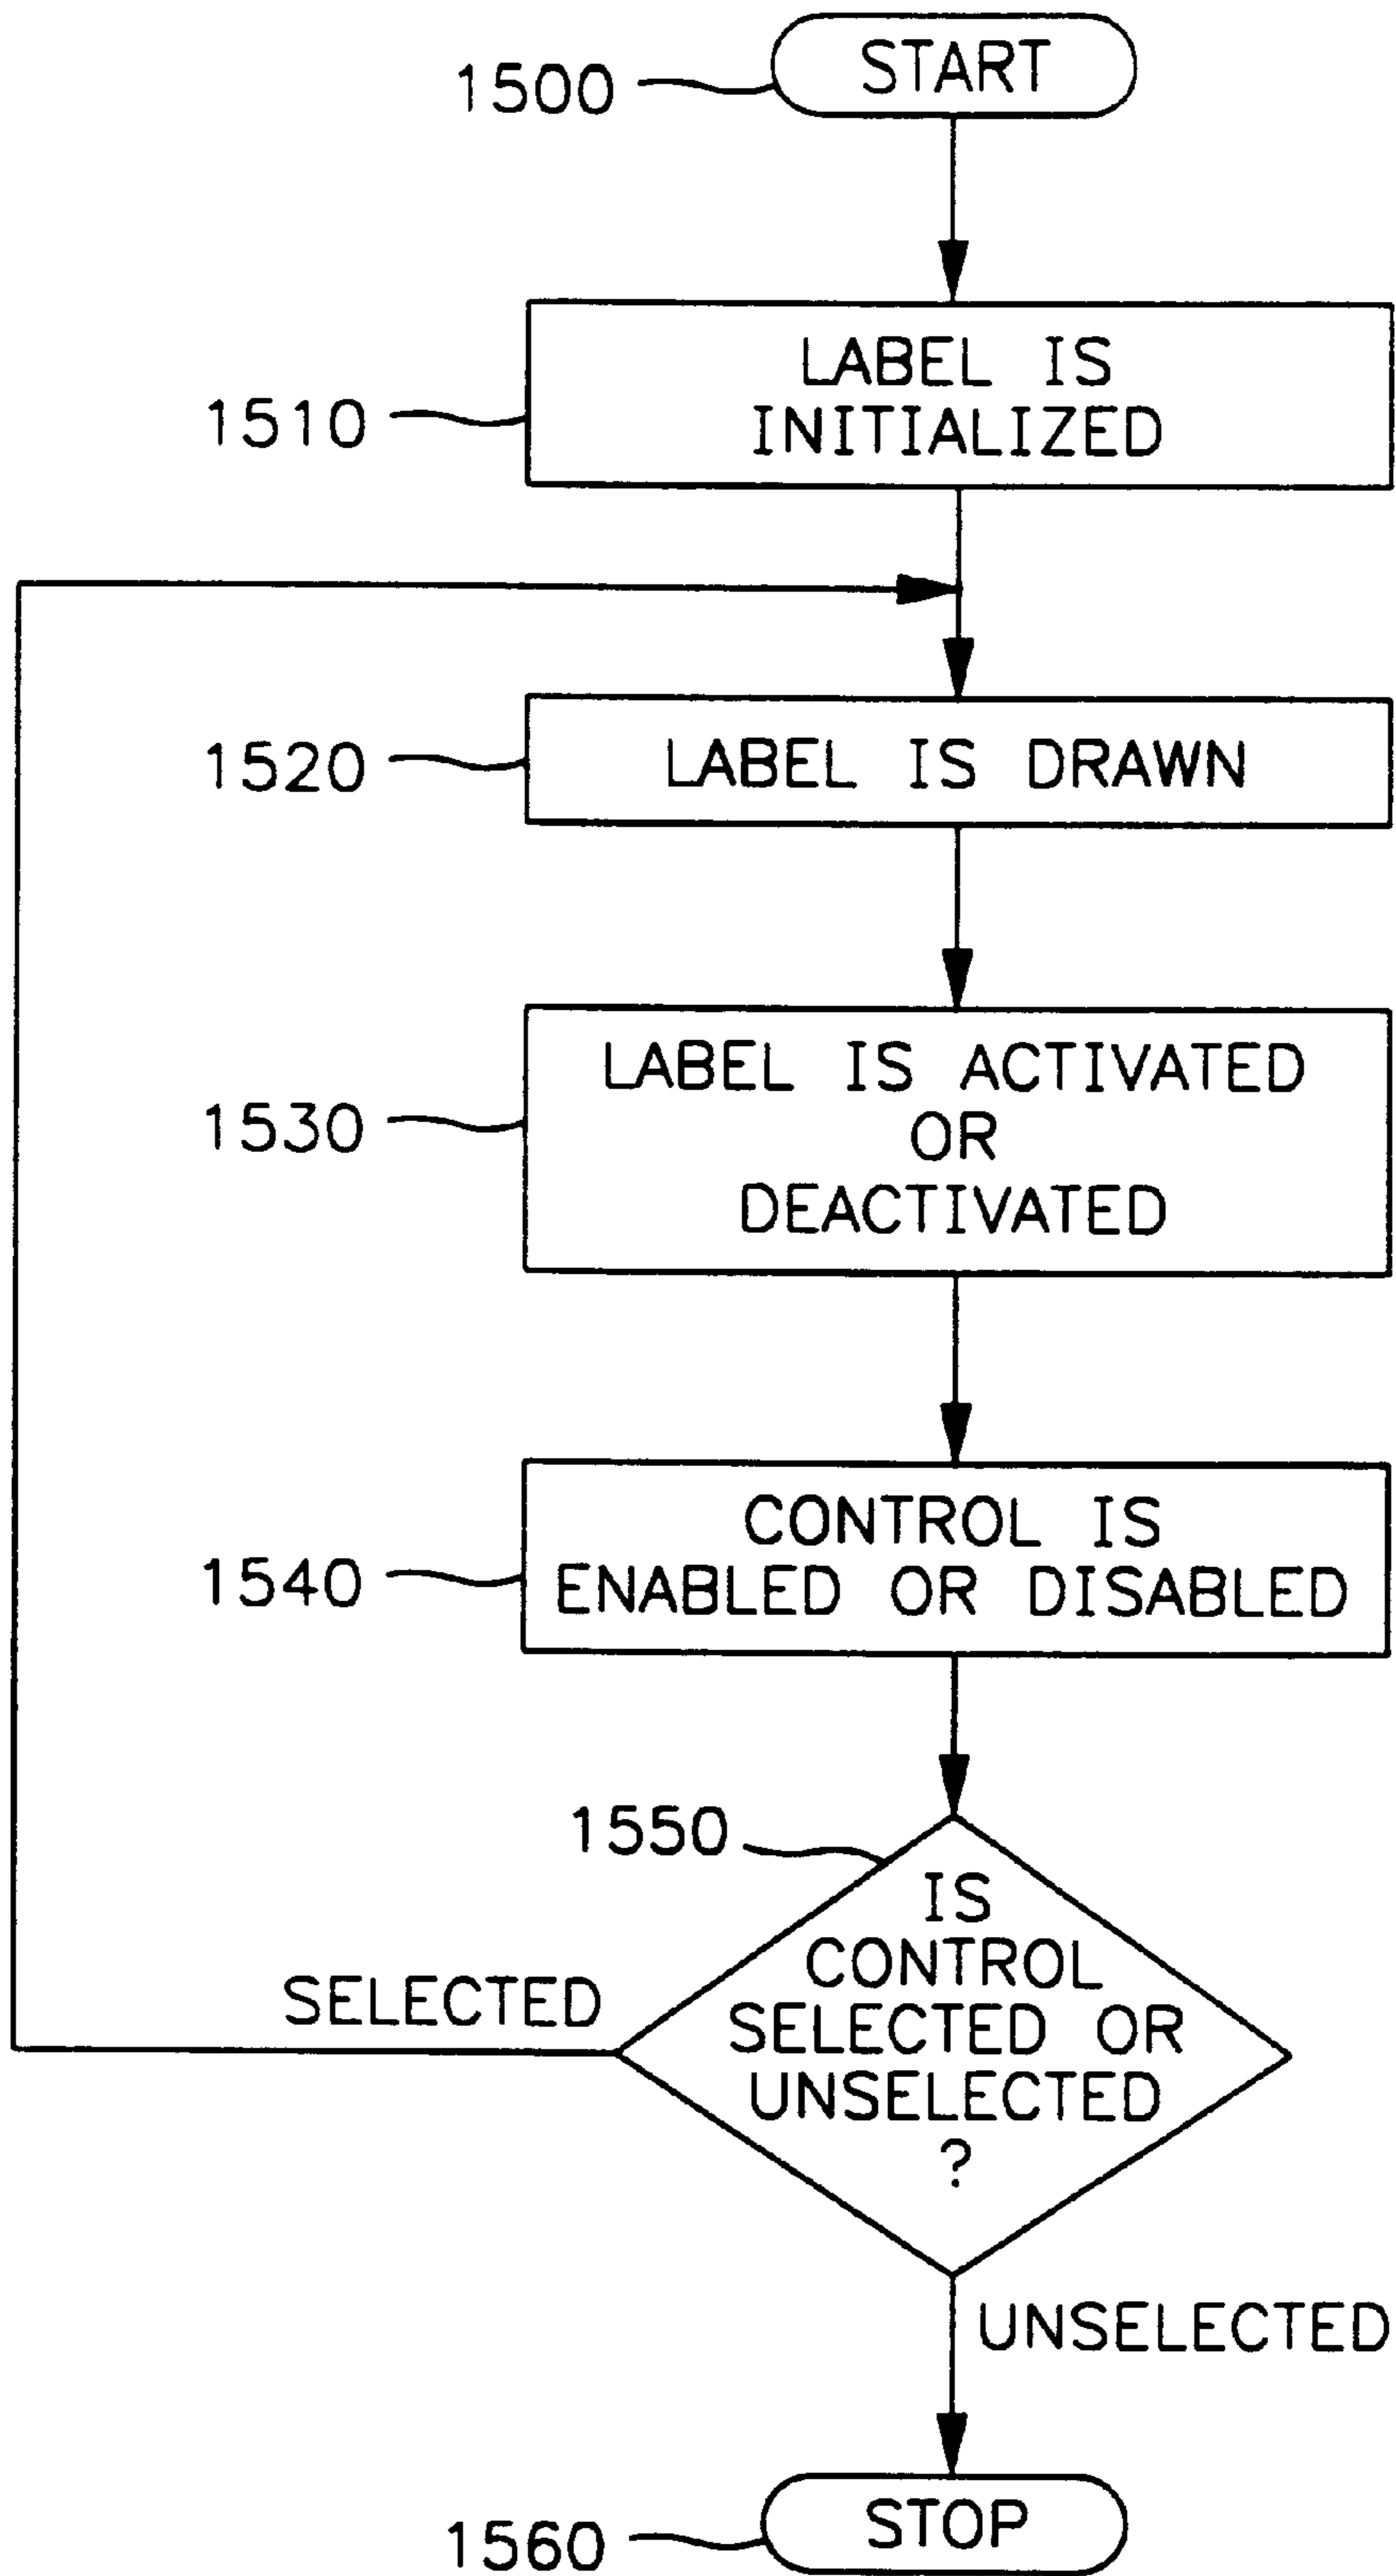 START
1500
LABEL IS
INITIALIZED
1510
LABEL IS DRAWN
1520
LABEL IS ACTIVATED
OR
DEACTIVATED
1530
CONTROL IS
ENABLED OR DISABLED
1540
1550
IS
CONTROL
SELECTED OR
UNSELECTED
?
SELECTED
UNSELECTED
STOP
1560